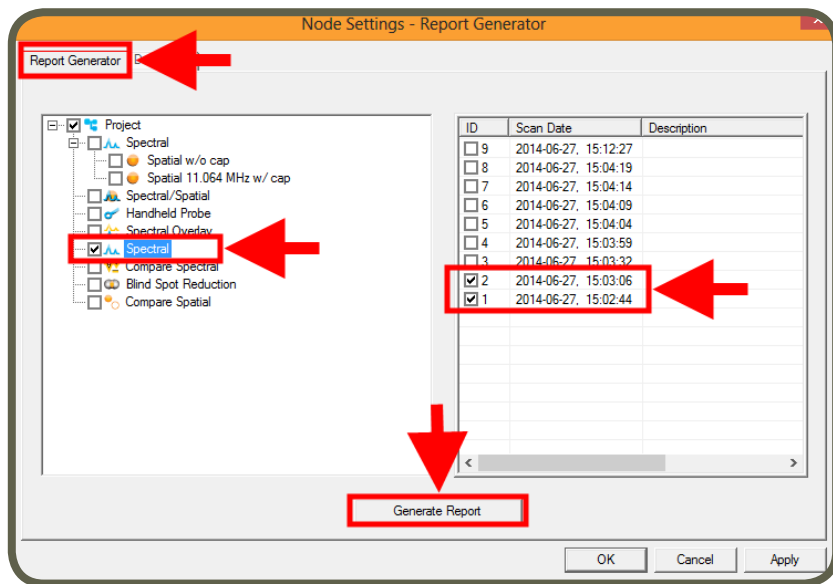 Node Settings - Report Generator
Report Generator
Project
Spectral
Spatial w/o cap
Spatial 11.064 MHz w/ cap
Spectral/Spatial
Handheld Probe
Spectral Overlay
Spectral
Compare Spectral
Blind Spot Reduction
Compare Spatial
ID Scan Date Description
9 2014-06-27, 15:12:27
8 2014-06-27, 15:04:19
7 2014-06-27, 15:04:14
6 2014-06-27, 15:04:09
5 2014-06-27, 15:04:04
4 2014-06-27, 15:03:59
3 2014-06-27, 15:03:32
2 2014-06-27, 15:03:06
1 2014-06-27, 15:02:44
Generate Report
OK Cancel Apply